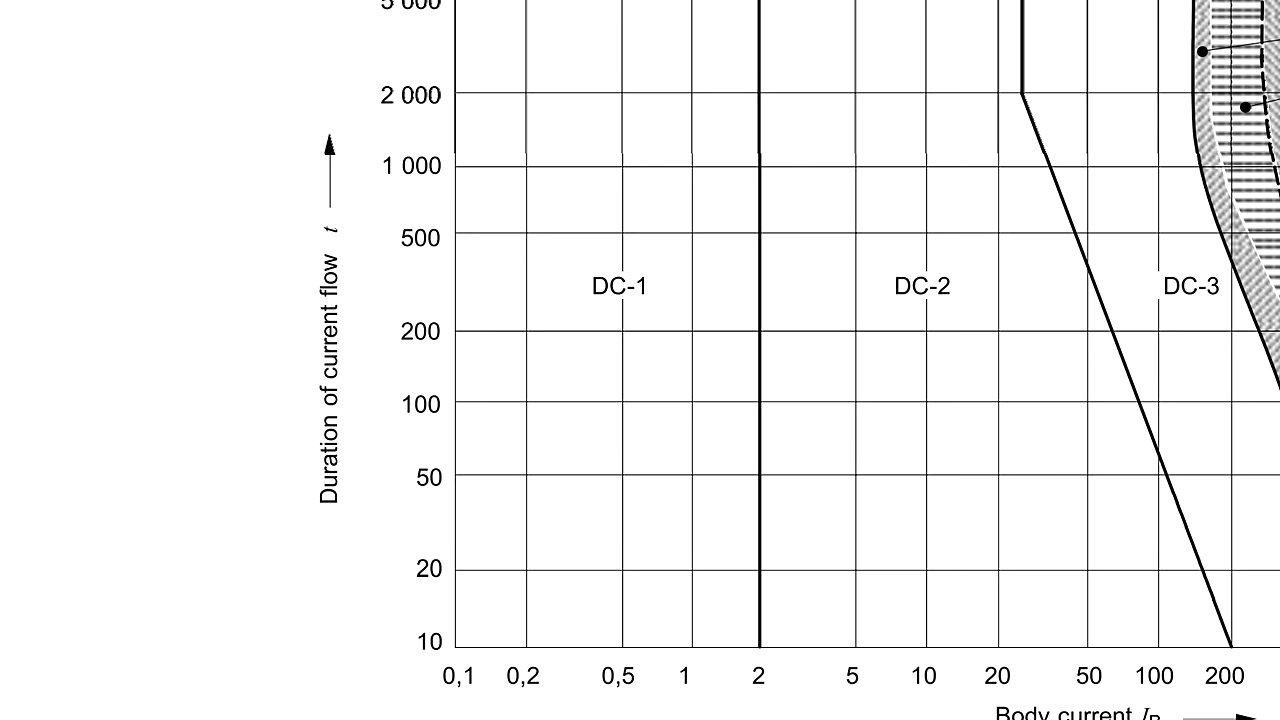 5 000
2 000
1 000
500
200
100
50
20
10
Duration of current flow t
DC-1
DC-2
DC-3
0,1 0,2 0,5 1 2 5 10 20 50 100 200
Body current I_B